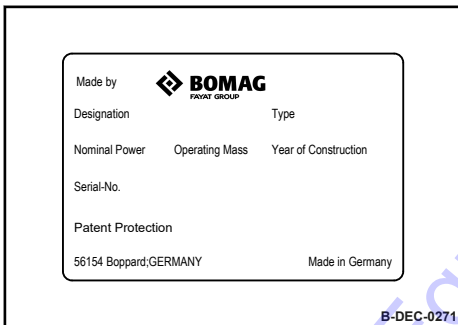 Made by BOMAG
FAYAT GROUP
Designation Type
Nominal Power Operating Mass Year of Construction
Serial-No.
Patent Protection
56154 Boppard;GERMANY Made in Germany
B-DEC-0271